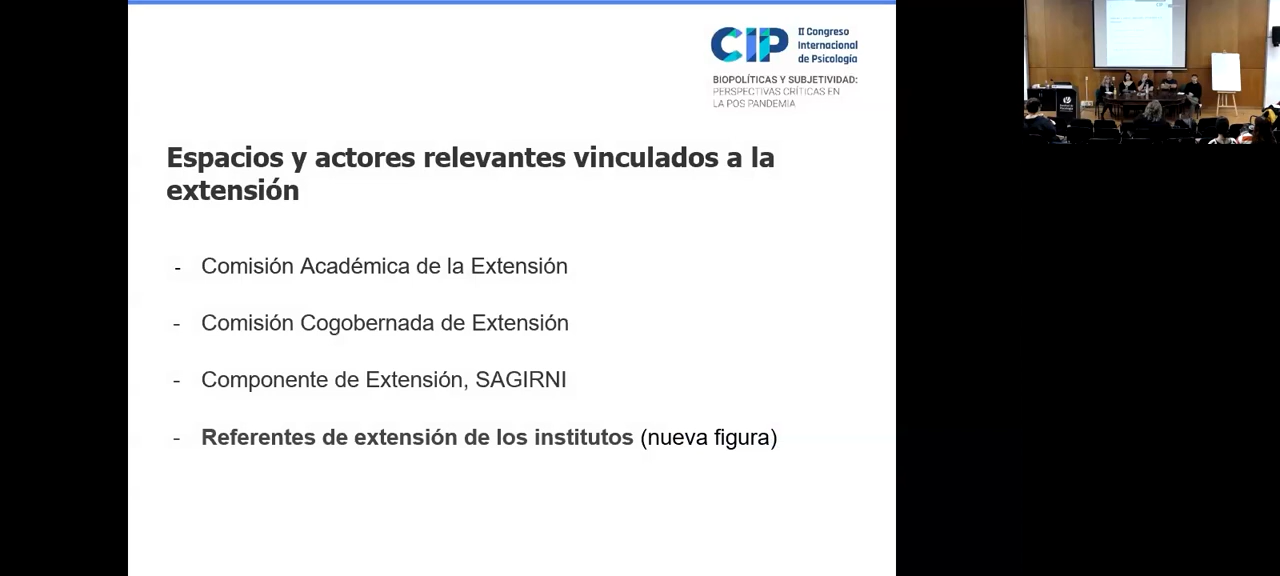 CIP
II Congreso
Internacional
de Psicología
BIOPOLÍTICAS Y SUBJETIVIDAD:
PERSPECTIVAS CRÍTICAS EN
LA POS PANDEMIA
Espacios y actores relevantes vinculados a la
extensión
- Comisión Académica de la Extensión
- Comisión Cogobernada de Extensión
- Componente de Extensión, SAGIRNI
- Referentes de extensión de los institutos (nueva figura)
CIP